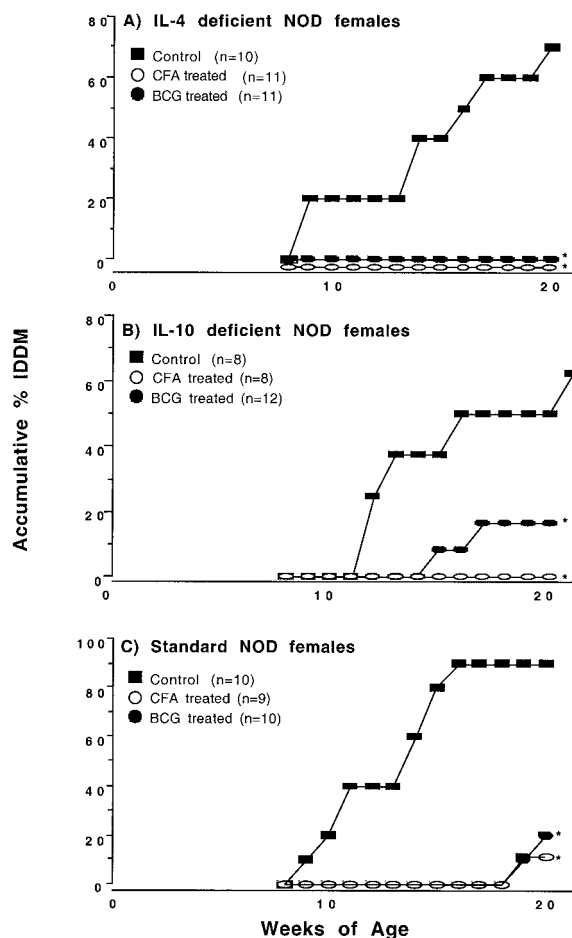 A) IL-4 deficient NOD females
80
Control (n=10)
CFA treated (n=11)
BCG treated (n=11)
60
40
20
0
*
*
0
10
20
B) IL-10 deficient NOD females
80
Control (n=8)
CFA treated (n=8)
BCG treated (n=12)
60
40
20
0
*
*
0
10
20
Accumulative % IDDM
C) Standard NOD females
100
Control (n=10)
CFA treated (n=9)
BCG treated (n=10)
80
60
40
20
0
*
*
0
10
20
Weeks of Age